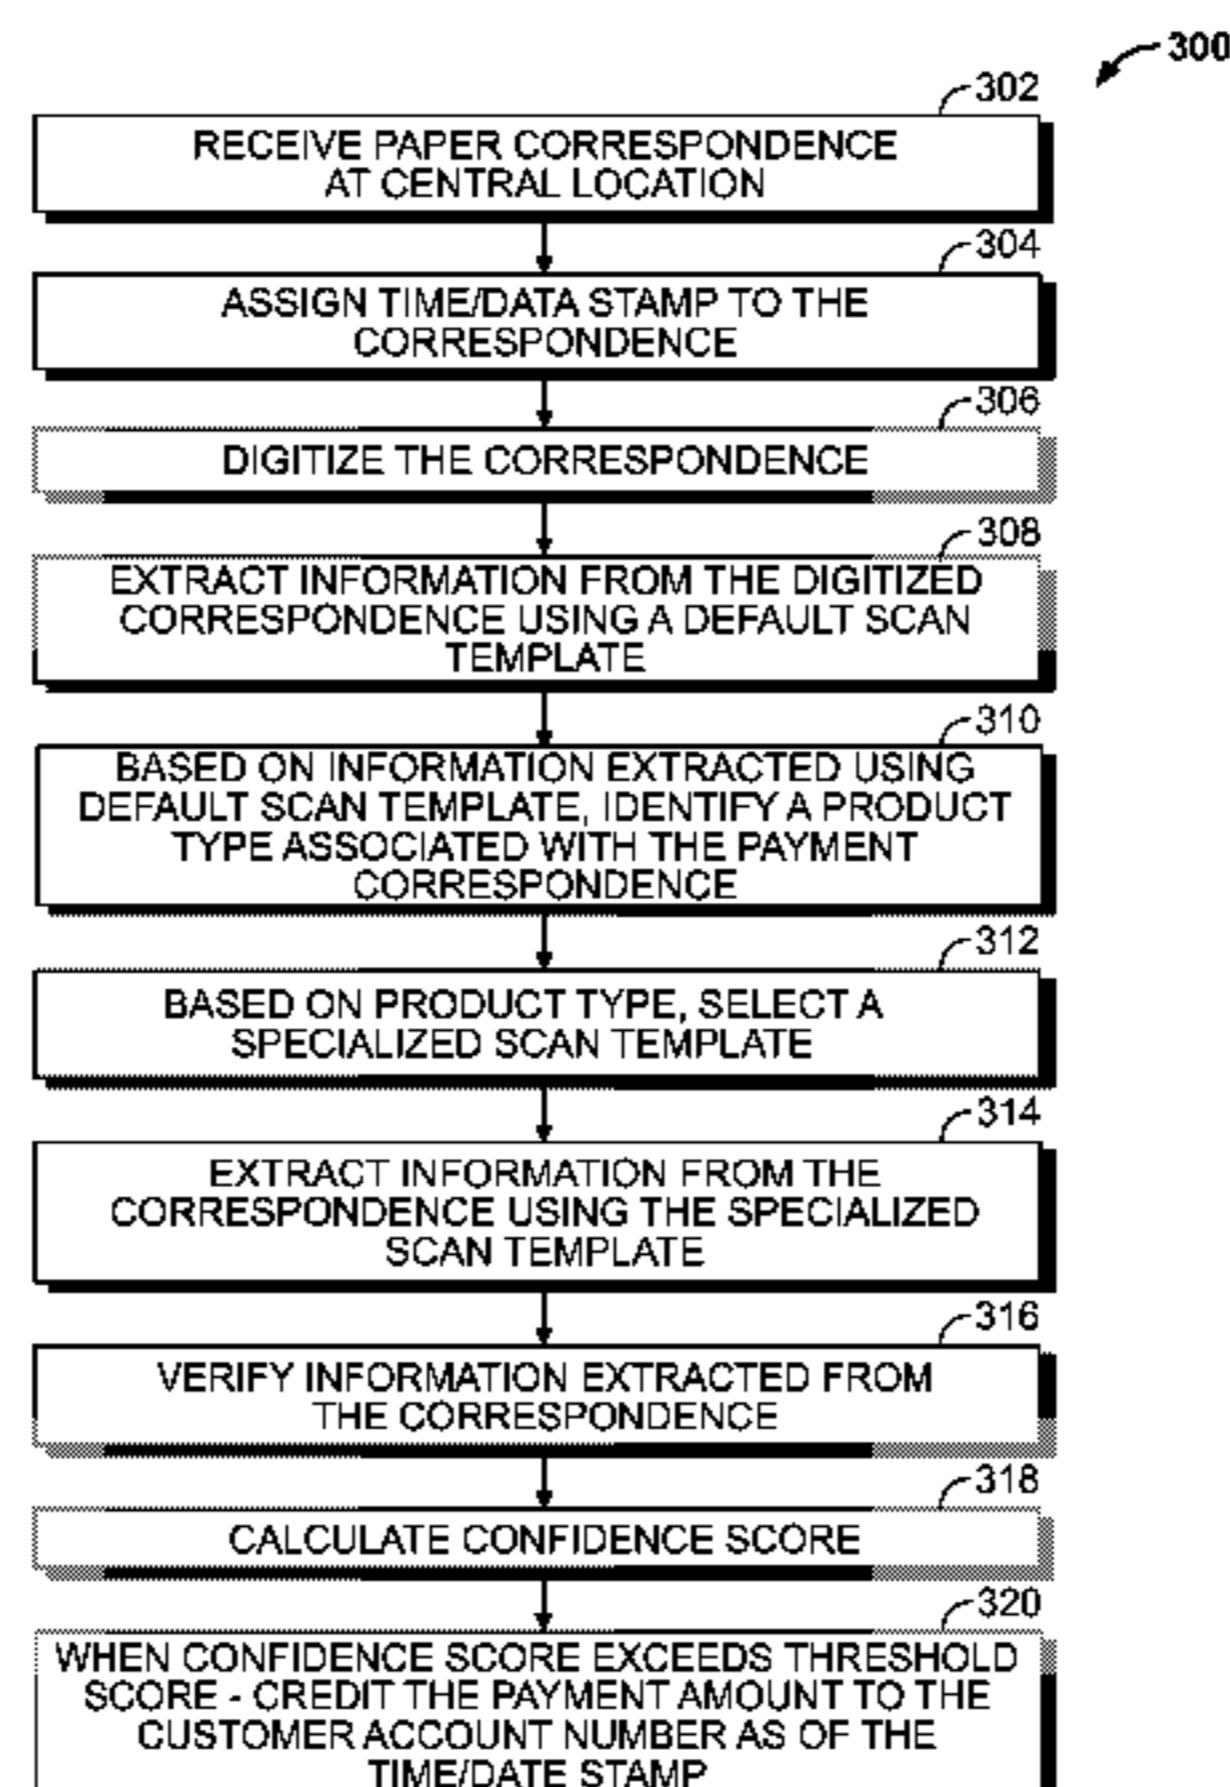 300
302
RECEIVE PAPER CORRESPONDENCE
AT CENTRAL LOCATION
304
ASSIGN TIME/DATA STAMP TO THE
CORRESPONDENCE
306
DIGITIZE THE CORRESPONDENCE
308
EXTRACT INFORMATION FROM THE DIGITIZED
CORRESPONDENCE USING A DEFAULT SCAN
TEMPLATE
310
BASED ON INFORMATION EXTRACTED USING
DEFAULT SCAN TEMPLATE, IDENTIFY A PRODUCT
TYPE ASSOCIATED WITH THE PAYMENT
CORRESPONDENCE
312
BASED ON PRODUCT TYPE, SELECT A
SPECIALIZED SCAN TEMPLATE
314
EXTRACT INFORMATION FROM THE
CORRESPONDENCE USING THE SPECIALIZED
SCAN TEMPLATE
316
VERIFY INFORMATION EXTRACTED FROM
THE CORRESPONDENCE
318
CALCULATE CONFIDENCE SCORE
320
WHEN CONFIDENCE SCORE EXCEEDS THRESHOLD
SCORE - CREDIT THE PAYMENT AMOUNT TO THE
CUSTOMER ACCOUNT NUMBER AS OF THE
TIME/DATE STAMP